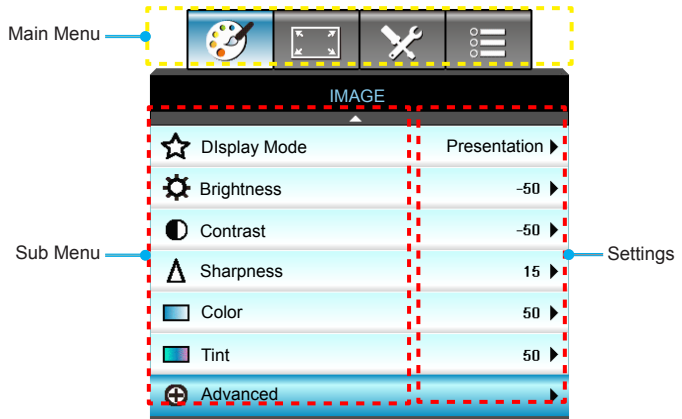 Main Menu
IMAGE
DIsplay Mode Presentation
Brightness -50
Contrast -50
Sub Menu
Settings
Sharpness 15
Color 50
Tint 50
Advanced